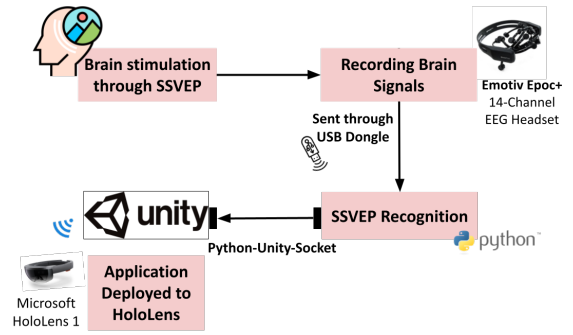 Brain stimulation
through SSVEP
Recording Brain
Signals
Emotiv Epoc+
14-Channel
EEG Headset
Sent through
USB Dongle
unity
SSVEP Recognition
python™
Python-Unity-Socket
Application
Deployed to
HoloLens
Microsoft
HoloLens 1